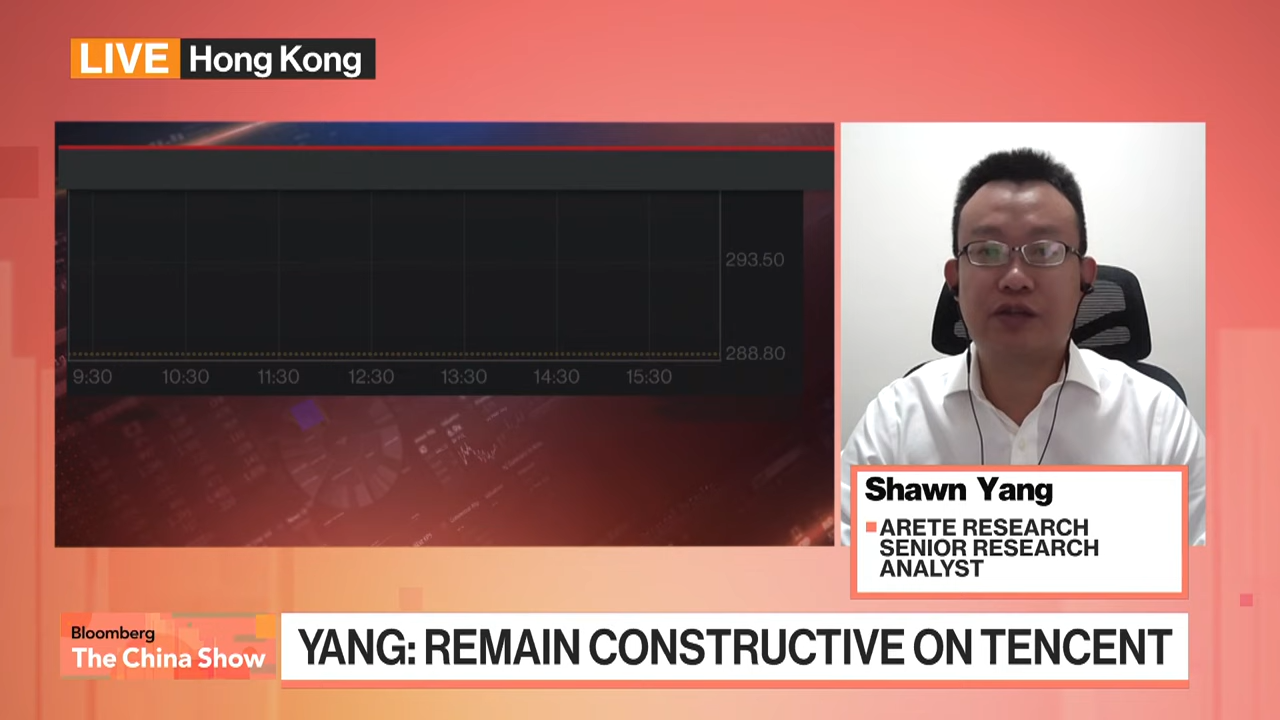 LIVE Hong Kong
293.50
288.80
9:30 10:30 11:30 12:30 13:30 14:30 15:30
Shawn Yang
ARETE RESEARCH
SENIOR RESEARCH
ANALYST
Bloomberg
The China Show
YANG: REMAIN CONSTRUCTIVE ON TENCENT